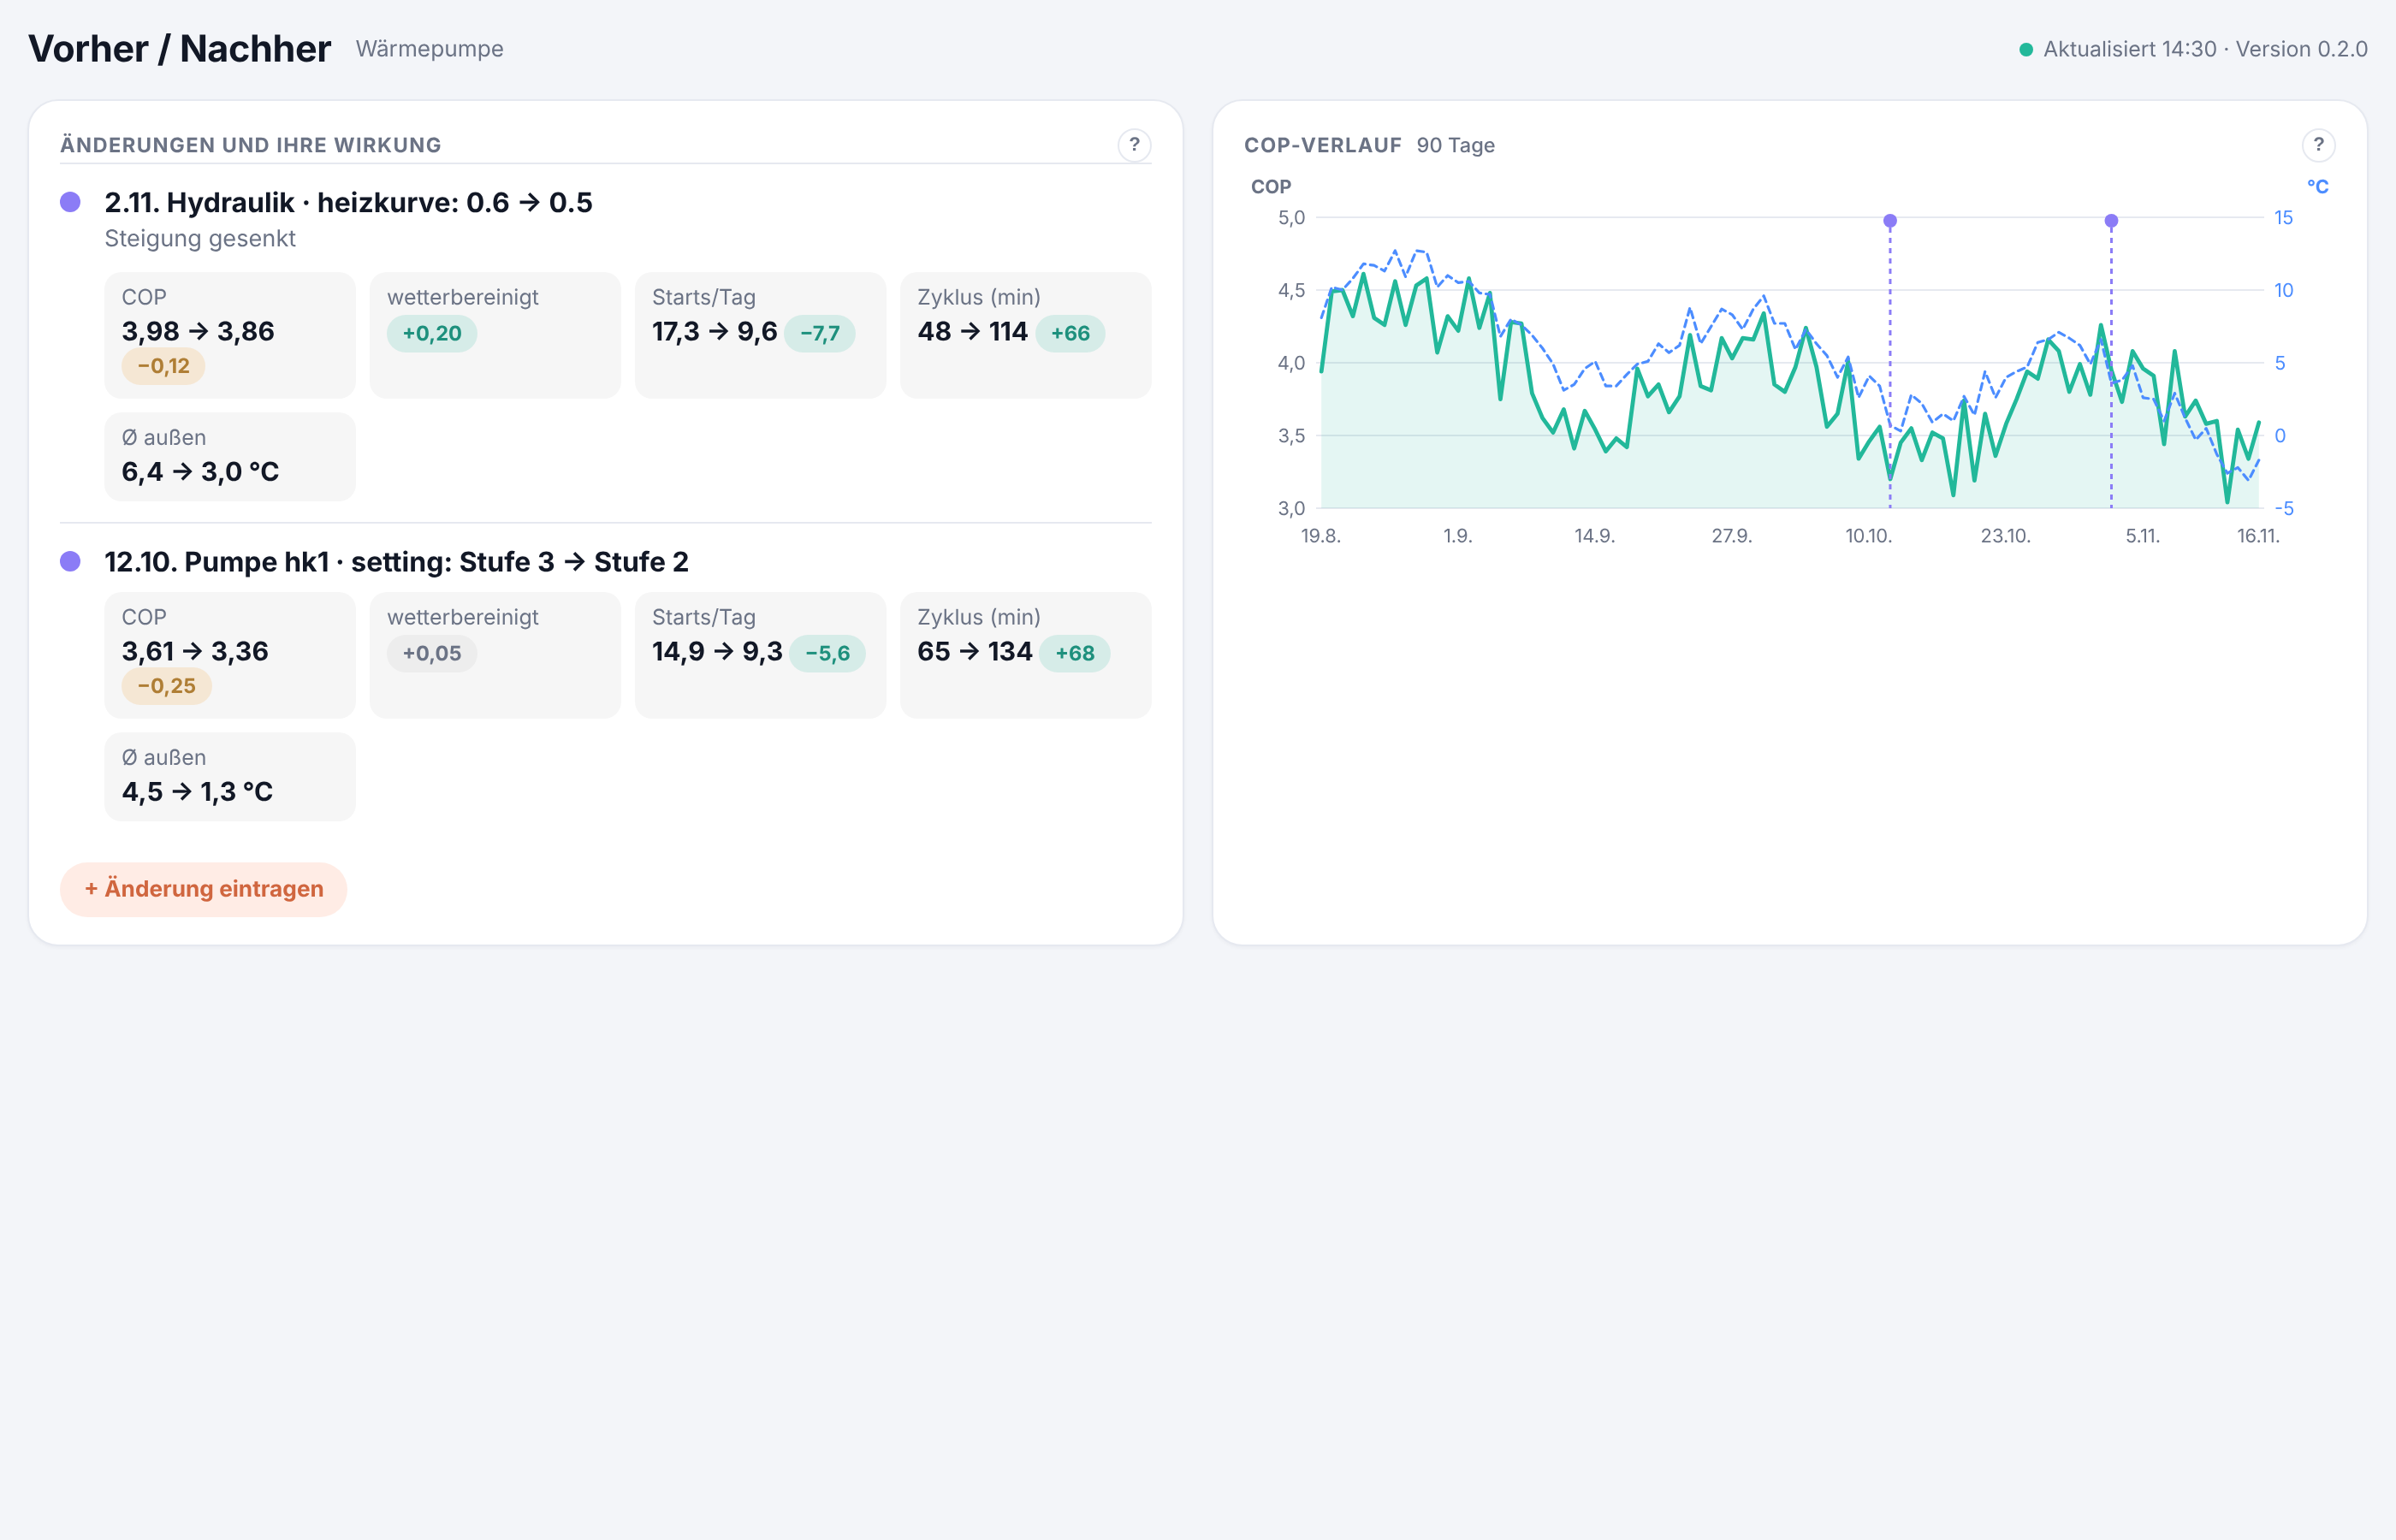 Vorher / Nachher Wärmepumpe
Aktualisiert 14:30 · Version 0.2.0
ÄNDERUNGEN UND IHRE WIRKUNG ?
2.11. Hydraulik · heizkurve: 0.6 → 0.5
Steigung gesenkt
COP
3,98 → 3,86
−0,12
wetterbereinigt
+0,20
Starts/Tag
17,3 → 9,6 −7,7
Zyklus (min)
48 → 114 +66
Ø außen
6,4 → 3,0 °C
12.10. Pumpe hk1 · setting: Stufe 3 → Stufe 2
COP
3,61 → 3,36
−0,25
wetterbereinigt
+0,05
Starts/Tag
14,9 → 9,3 −5,6
Zyklus (min)
65 → 134 +68
Ø außen
4,5 → 1,3 °C
+ Änderung eintragen
COP-VERLAUF 90 Tage ?
COP °C
5,0 15
4,5 10
4,0 5
3,5 0
3,0 -5
19.8. 1.9. 14.9. 27.9. 10.10. 23.10. 5.11. 16.11.